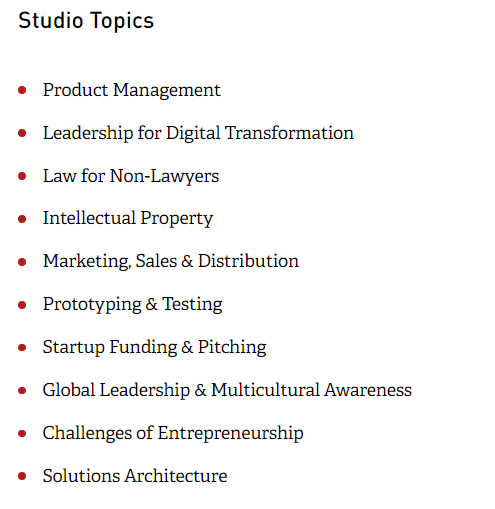 Studio Topics
Product Management
Leadership for Digital Transformation
Law for Non-Lawyers
Intellectual Property
Marketing, Sales & Distribution
Prototyping & Testing
Startup Funding & Pitching
Global Leadership & Multicultural Awareness
Challenges of Entrepreneurship
Solutions Architecture